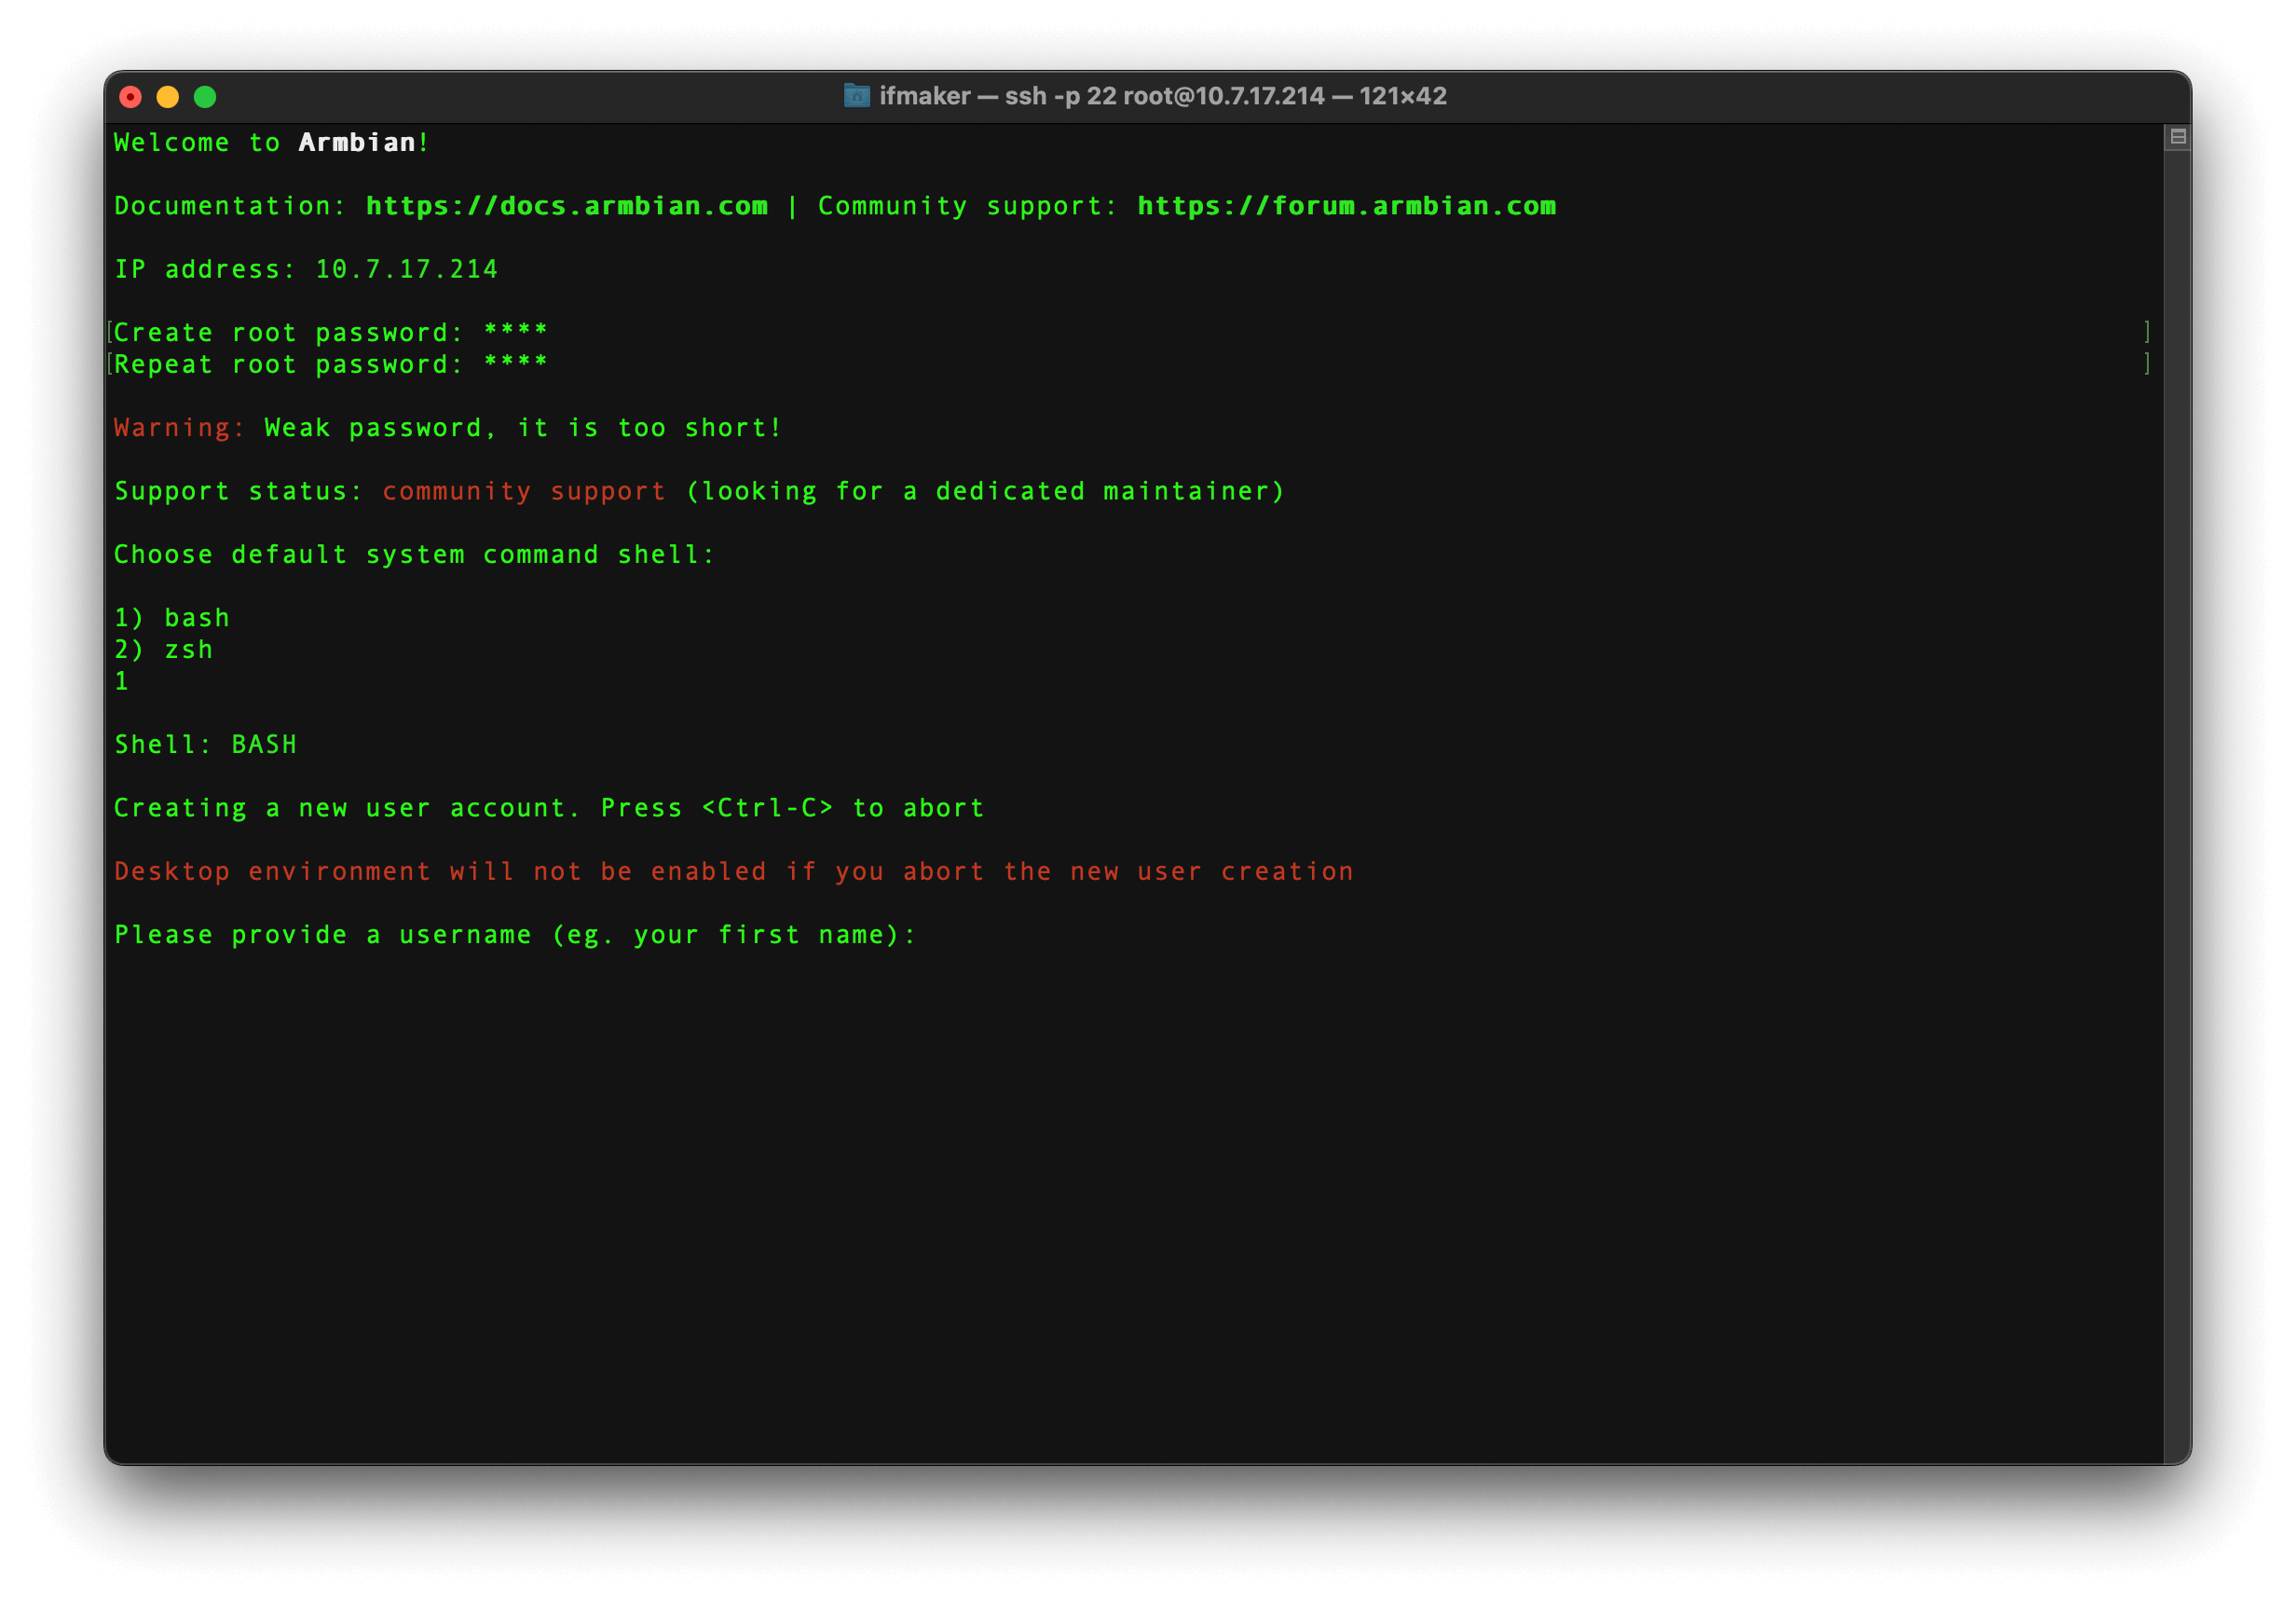 ifmaker — ssh -p 22 root@10.7.17.214 — 121×42
Welcome to Armbian!
Documentation: https://docs.armbian.com | Community support: https://forum.armbian.com
IP address: 10.7.17.214
[Create root password: **** ]
[Repeat root password: **** ]
Warning: Weak password, it is too short!
Support status: community support (looking for a dedicated maintainer)
Choose default system command shell:
1) bash
2) zsh
1
Shell: BASH
Creating a new user account. Press <Ctrl-C> to abort
Desktop environment will not be enabled if you abort the new user creation
Please provide a username (eg. your first name):